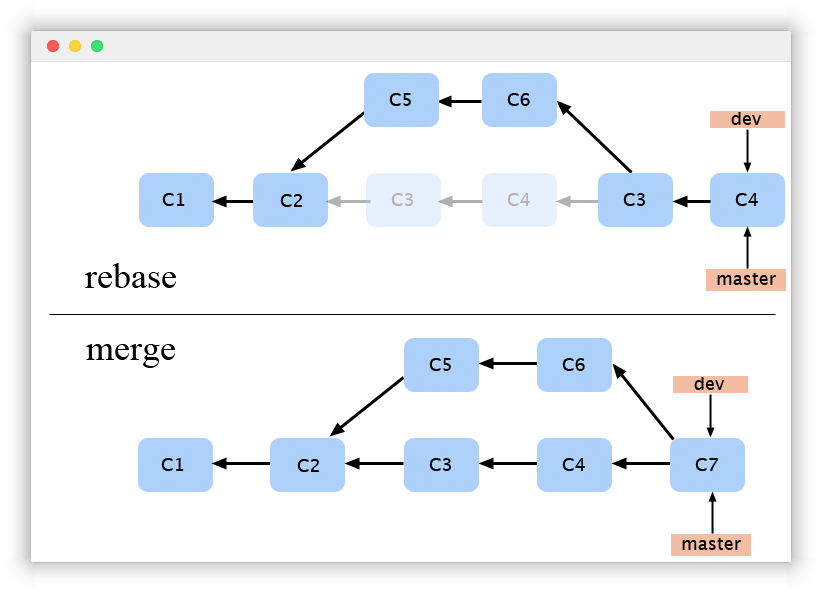 C5 C6
dev
C1 C2 C3 C4 C3 C4
master
rebase
merge
C5 C6
dev
C1 C2 C3 C4 C7
master